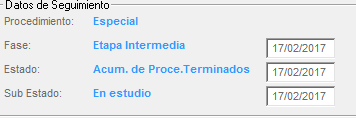 Datos de Seguimiento
Procedimiento: Especial
Fase: Etapa Intermedia 17/02/2017
Estado: Acum. de Proce.Terminados 17/02/2017
Sub Estado: En estudio 17/02/2017